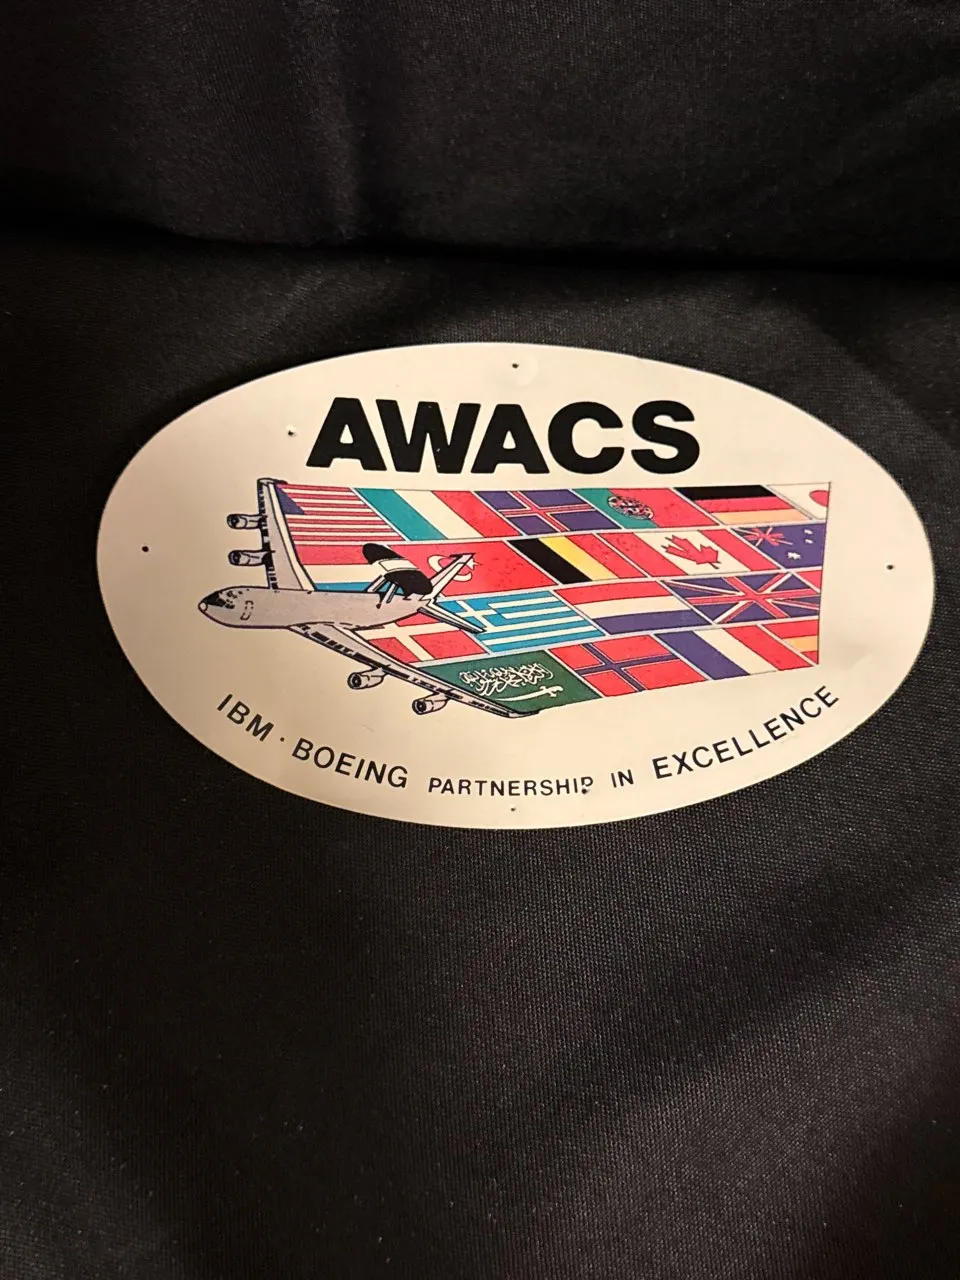 AWACS
IBM · BOEING PARTNERSHIP IN EXCELLENCE